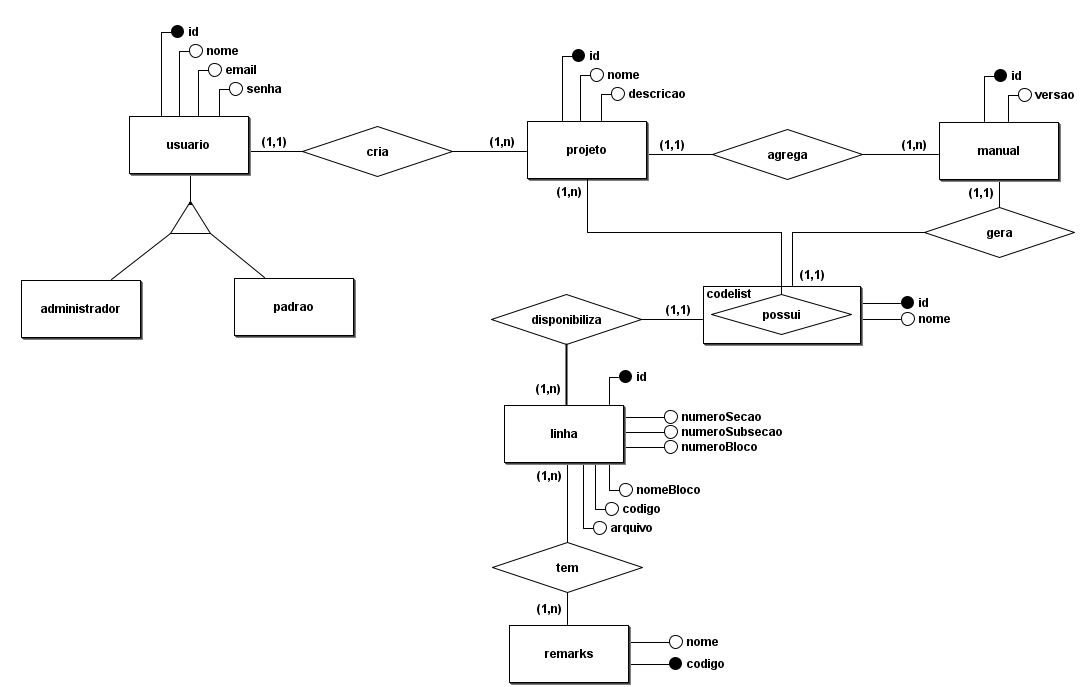 id
nome
email
senha
usuario
(1,1)
cria
(1,n)
id
nome
descricao
projeto
(1,1)
agrega
(1,n)
id
versao
manual
(1,n)
(1,1)
gera
(1,1)
administrador
padrao
codelist
possui
id
nome
disponibiliza
(1,1)
(1,n)
id
linha
numeroSecao
numeroSubsecao
numeroBloco
(1,n)
nomeBloco
codigo
arquivo
tem
(1,n)
remarks
nome
codigo